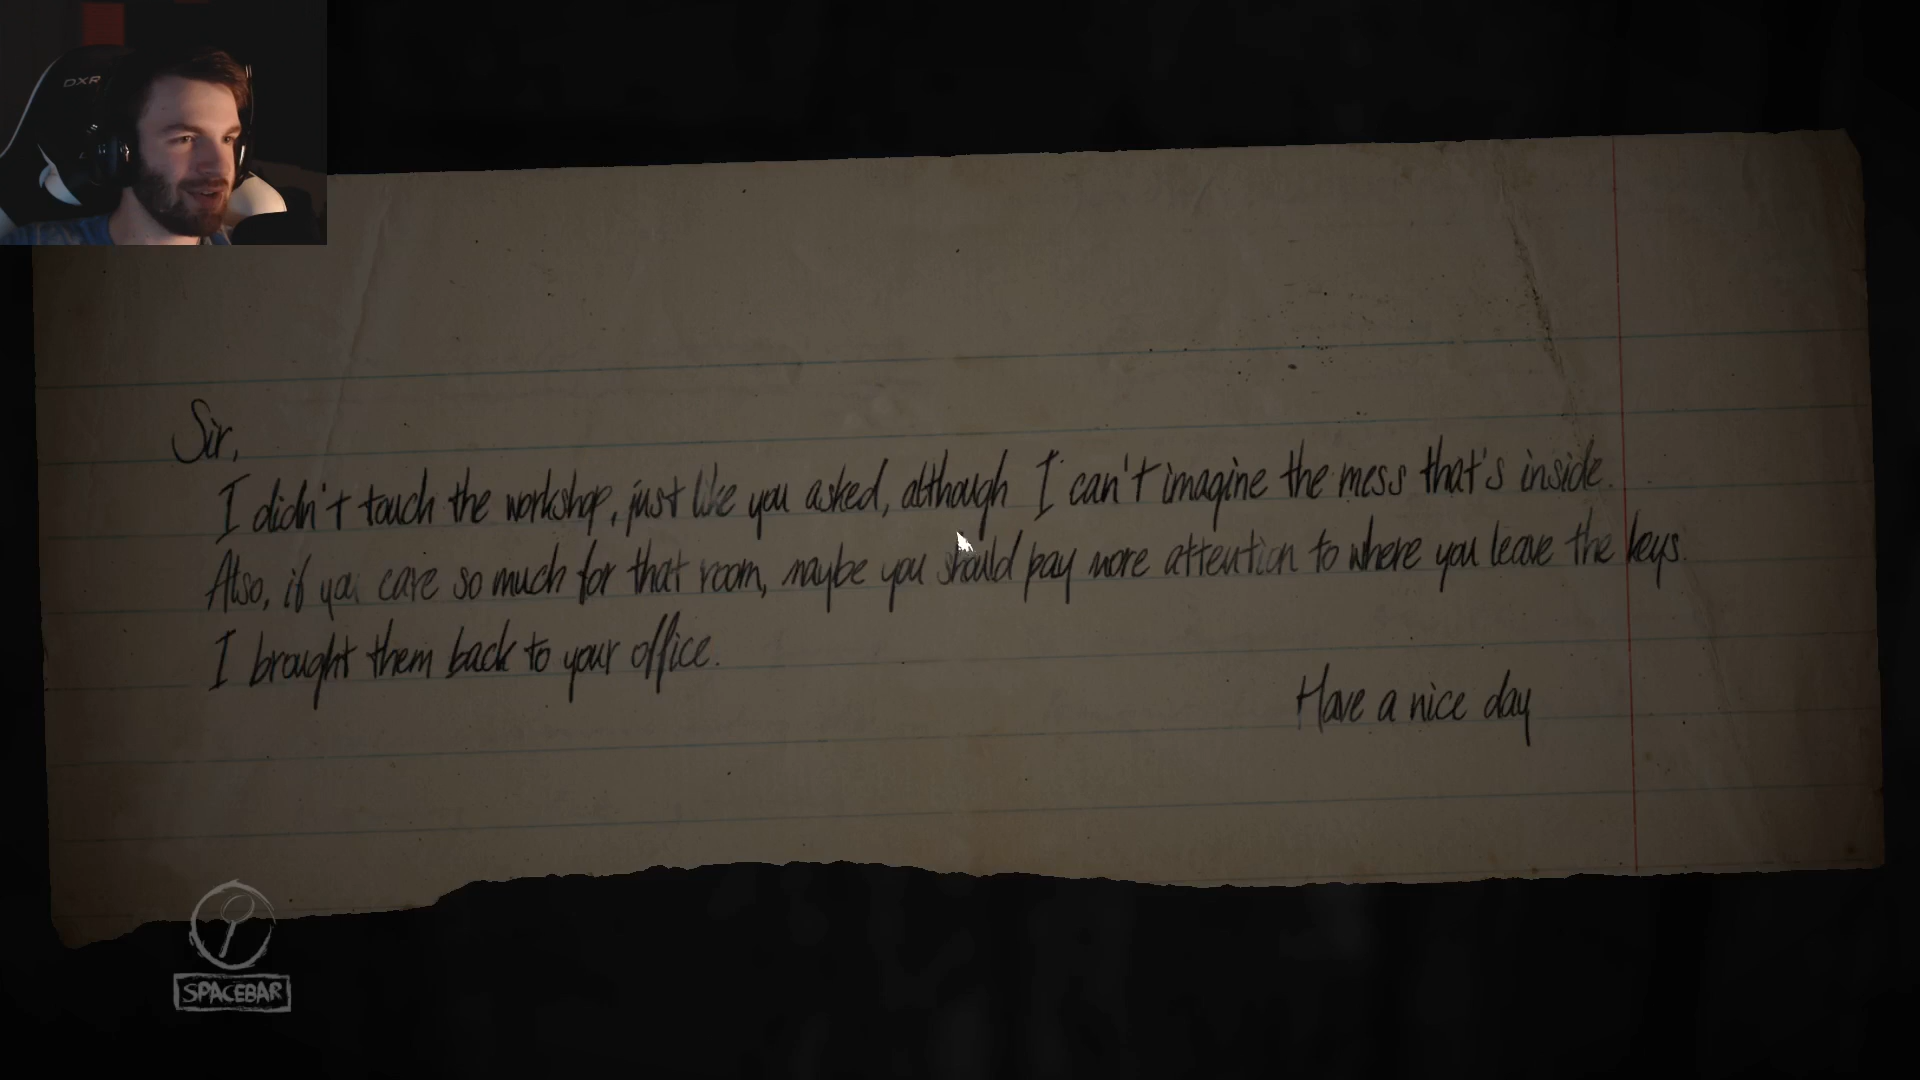 DXR
Sir,
I didn't touch the workshop, just like you asked, although I can't imagine the mess that's inside.
Also, if you care so much for that room, maybe you should pay more attention to where you leave the keys.
I brought them back to your office.
Have a nice day
SPACEBAR